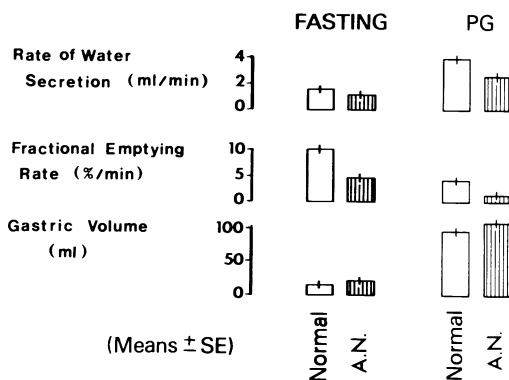 FASTING PG
Rate of Water
Secretion (ml/min)
4
2
0
Fractional Emptying
Rate (%/min)
10
5
0
Gastric Volume
(ml)
100
50
0
(Means ± SE)
Normal
A.N.
Normal
A.N.